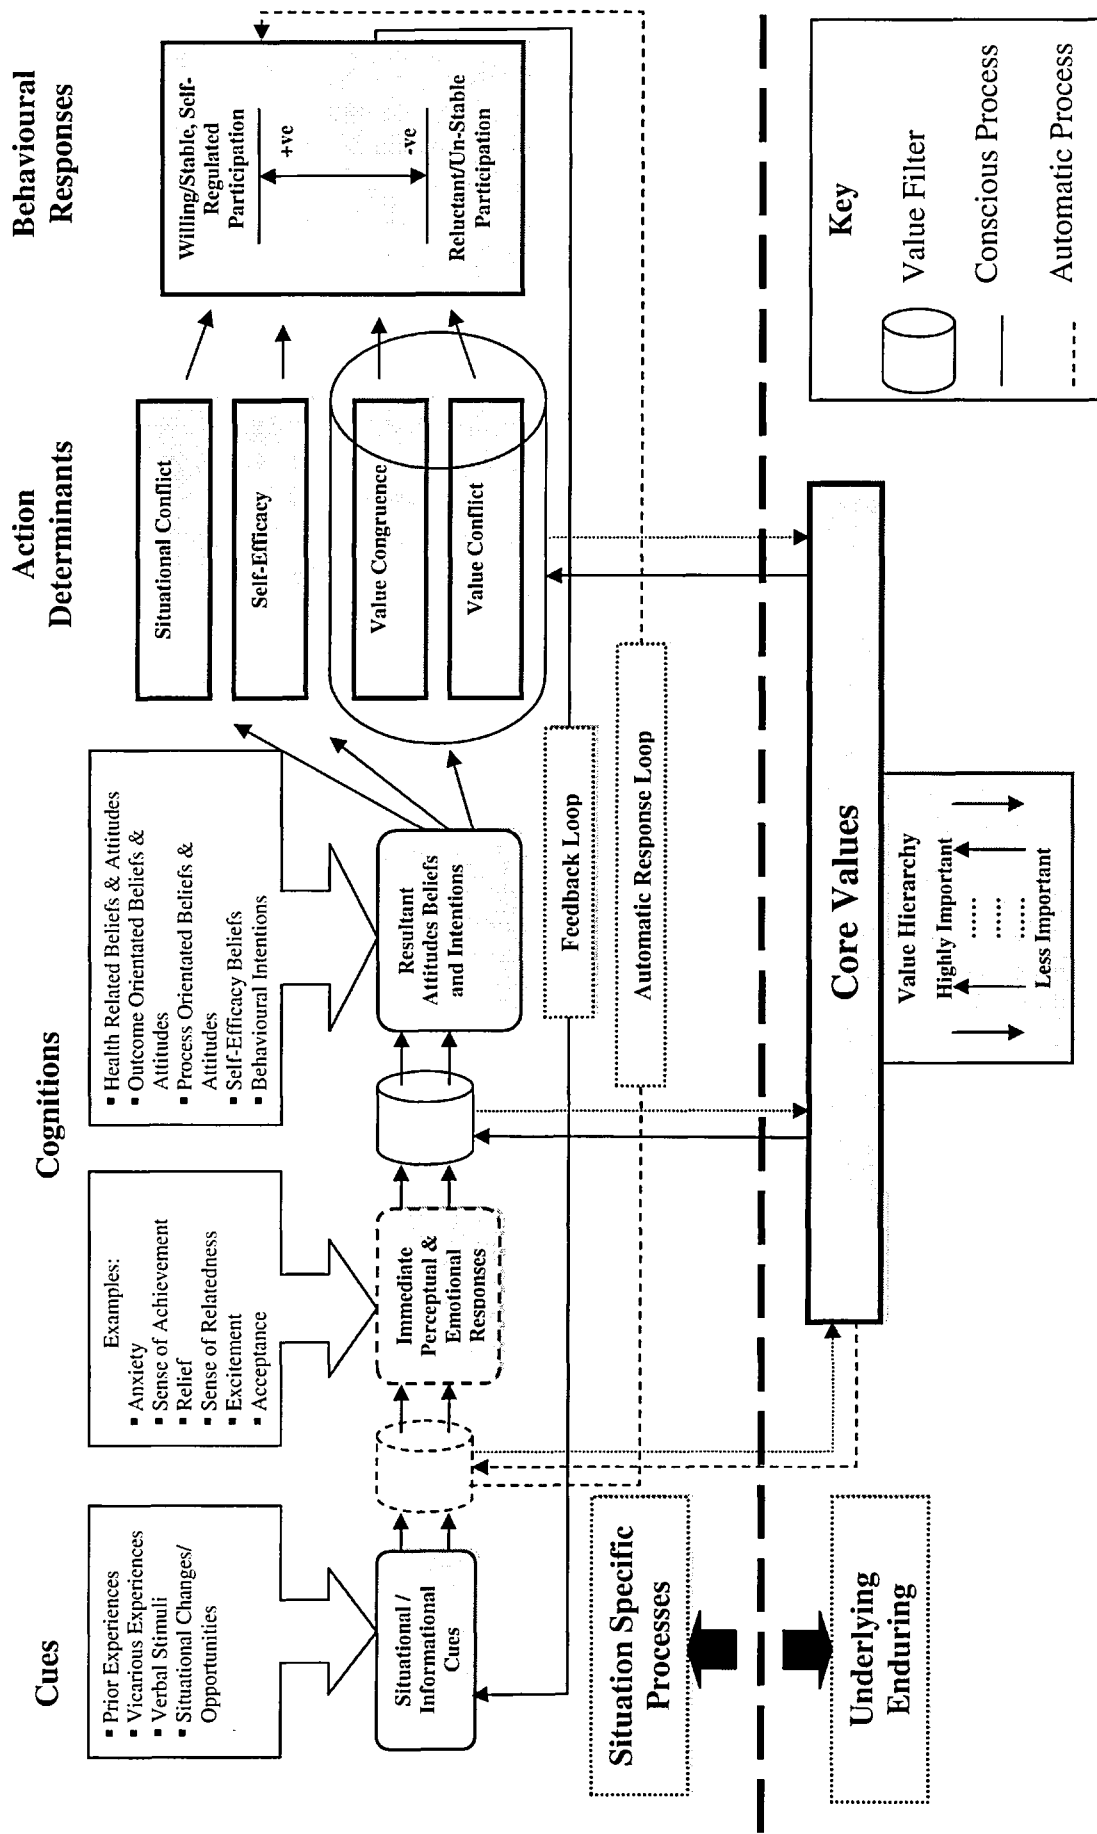 Cues
Cognitions
Action
Determinants
Behavioural
Responses
▪ Prior Experiences
▪ Vicarious Experiences
▪ Verbal Stimuli
▪ Situational Changes/
Opportunities
Examples:
▪ Anxiety
▪ Sense of Achievement
▪ Relief
▪ Sense of Relatedness
▪ Excitement
▪ Acceptance
▪ Health Related Beliefs & Attitudes
▪ Outcome Orientated Beliefs &
Attitudes
▪ Process Orientated Beliefs &
Attitudes
▪ Self-Efficacy Beliefs
▪ Behavioural Intentions
Situational /
Informational
Cues
Immediate
Perceptual &
Emotional
Responses
Resultant
Attitudes Beliefs
and Intentions
Situational Conflict
Self-Efficacy
Value Congruence
Value Conflict
Willing/Stable, Self-
Regulated
Participation
+ve
-ve
Reluctant/Un-Stable
Participation
Feedback Loop
Automatic Response Loop
Situation Specific
Processes
Underlying
Enduring
Core Values
Value Hierarchy
Highly Important
Less Important
Key
Value Filter
Conscious Process
Automatic Process